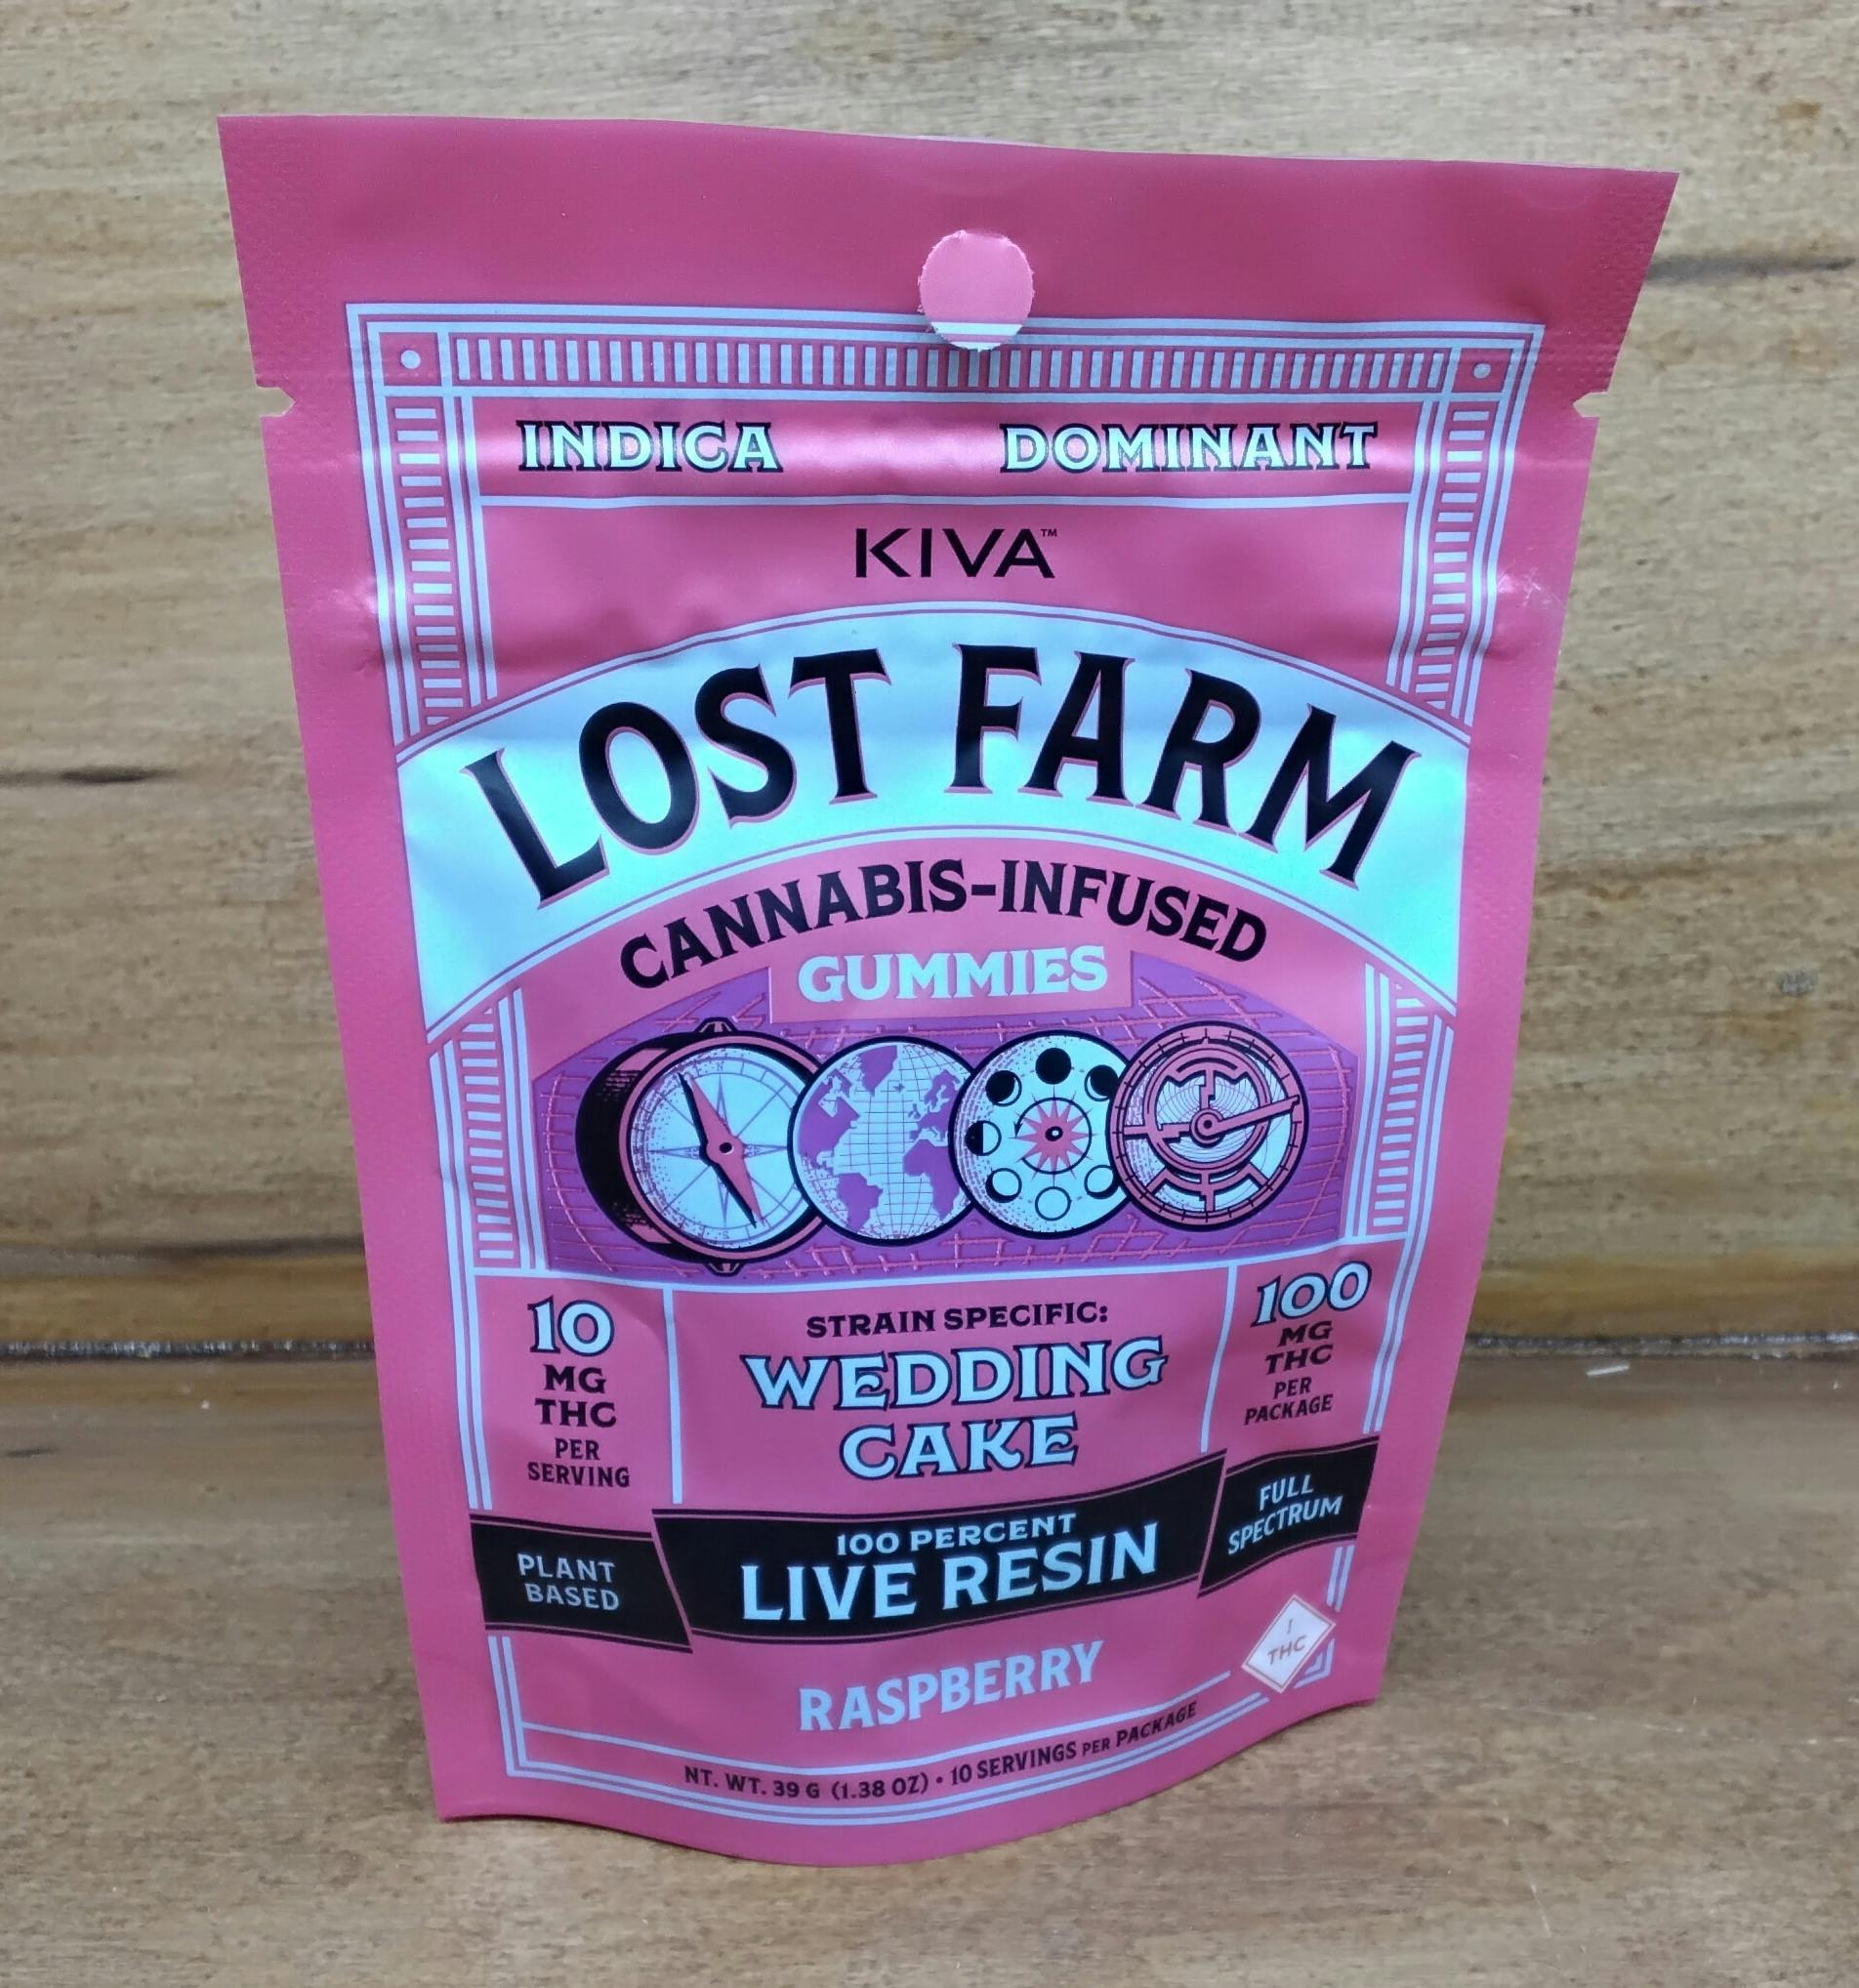 INDICA DOMINANT
KIVA™
LOST FARM
CANNABIS-INFUSED
GUMMIES
10
MG
THC
PER
SERVING
STRAIN SPECIFIC:
WEDDING
CAKE
100
MG
THC
PER
PACKAGE
PLANT
BASED
100 PERCENT
LIVE RESIN
FULL
SPECTRUM
RASPBERRY
!
THC
NT. WT. 39 G (1.38 OZ) • 10 SERVINGS PER PACKAGE